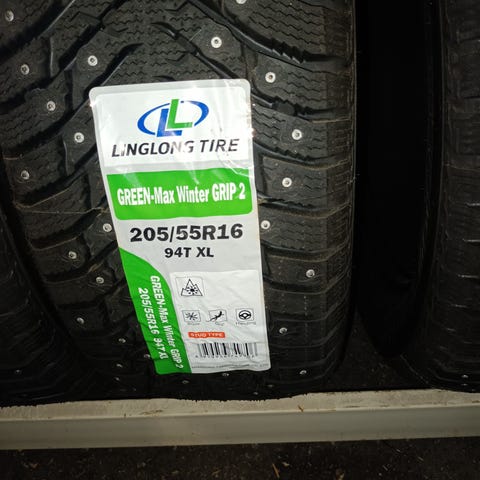 LINGLONG TIRE
GREEN-Max Winter GRIP 2
205/55R16
94T XL
STUD TYPE
GREEN-Max Winter GRIP 2
205/55R16 94T XL